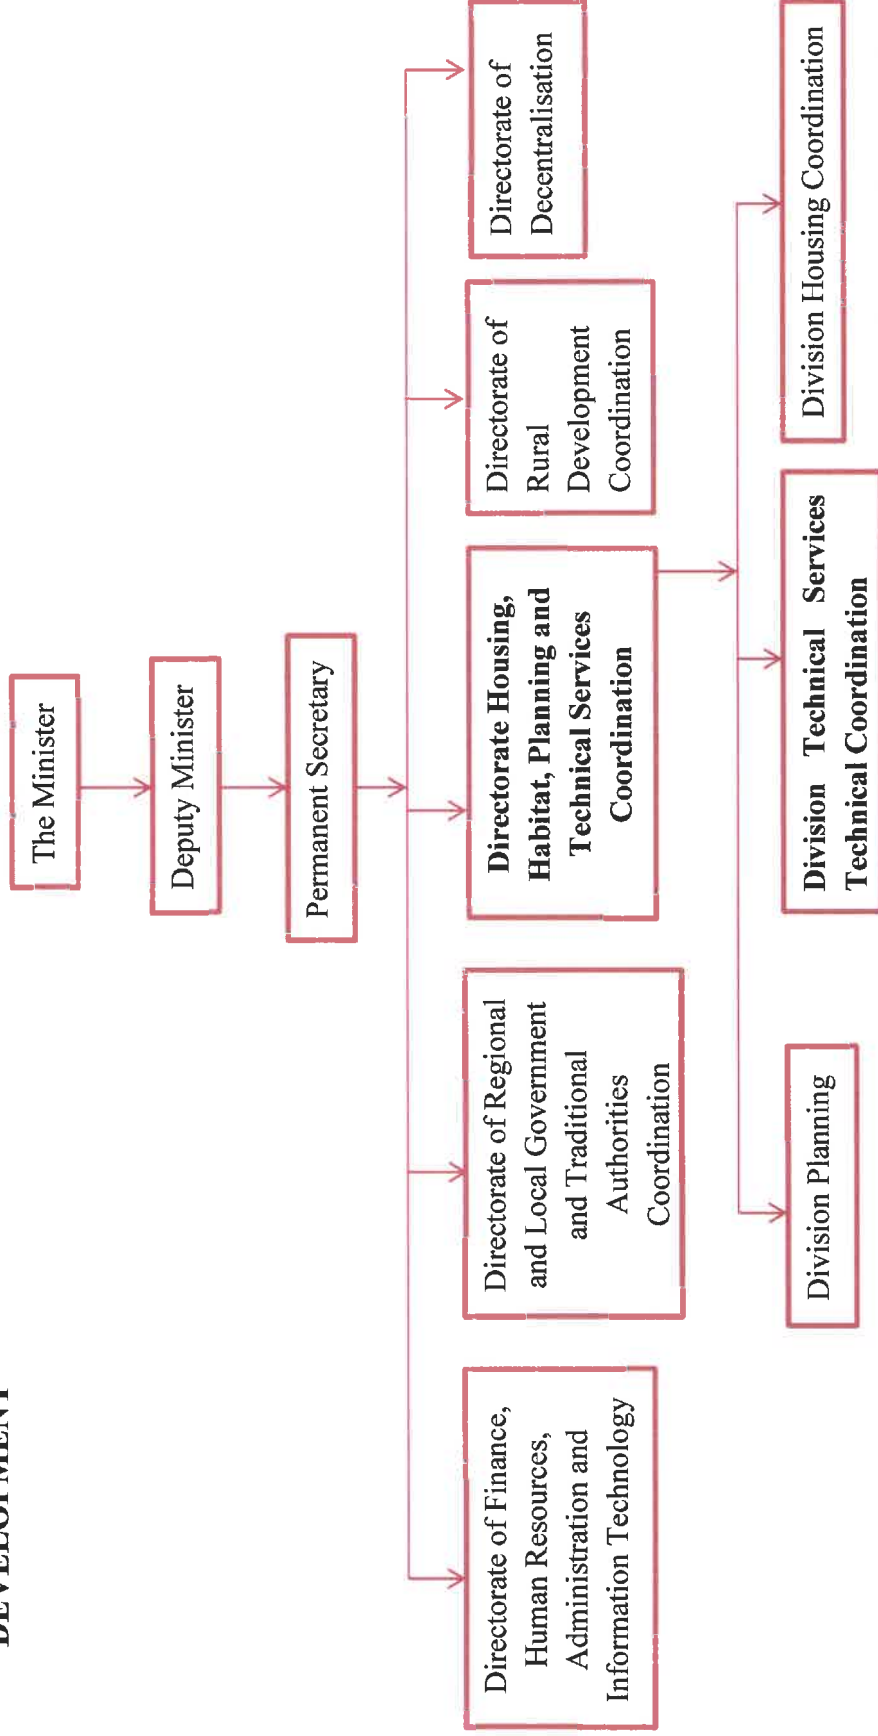 DEVELOPMENT
The Minister
Deputy Minister
Permanent Secretary
Directorate of Finance,
Human Resources,
Administration and
Information Technology
Directorate of Regional
and Local Government
and Traditional
Authorities
Coordination
Directorate Housing,
Habitat, Planning and
Technical Services
Coordination
Directorate of
Rural
Development
Coordination
Directorate of
Decentralisation
Division Planning
Division Technical Services
Technical Coordination
Division Housing Coordination